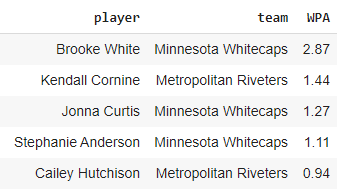 player team WPA
Brooke White Minnesota Whitecaps 2.87
Kendall Cornine Metropolitan Riveters 1.44
Jonna Curtis Minnesota Whitecaps 1.27
Stephanie Anderson Minnesota Whitecaps 1.11
Cailey Hutchison Metropolitan Riveters 0.94